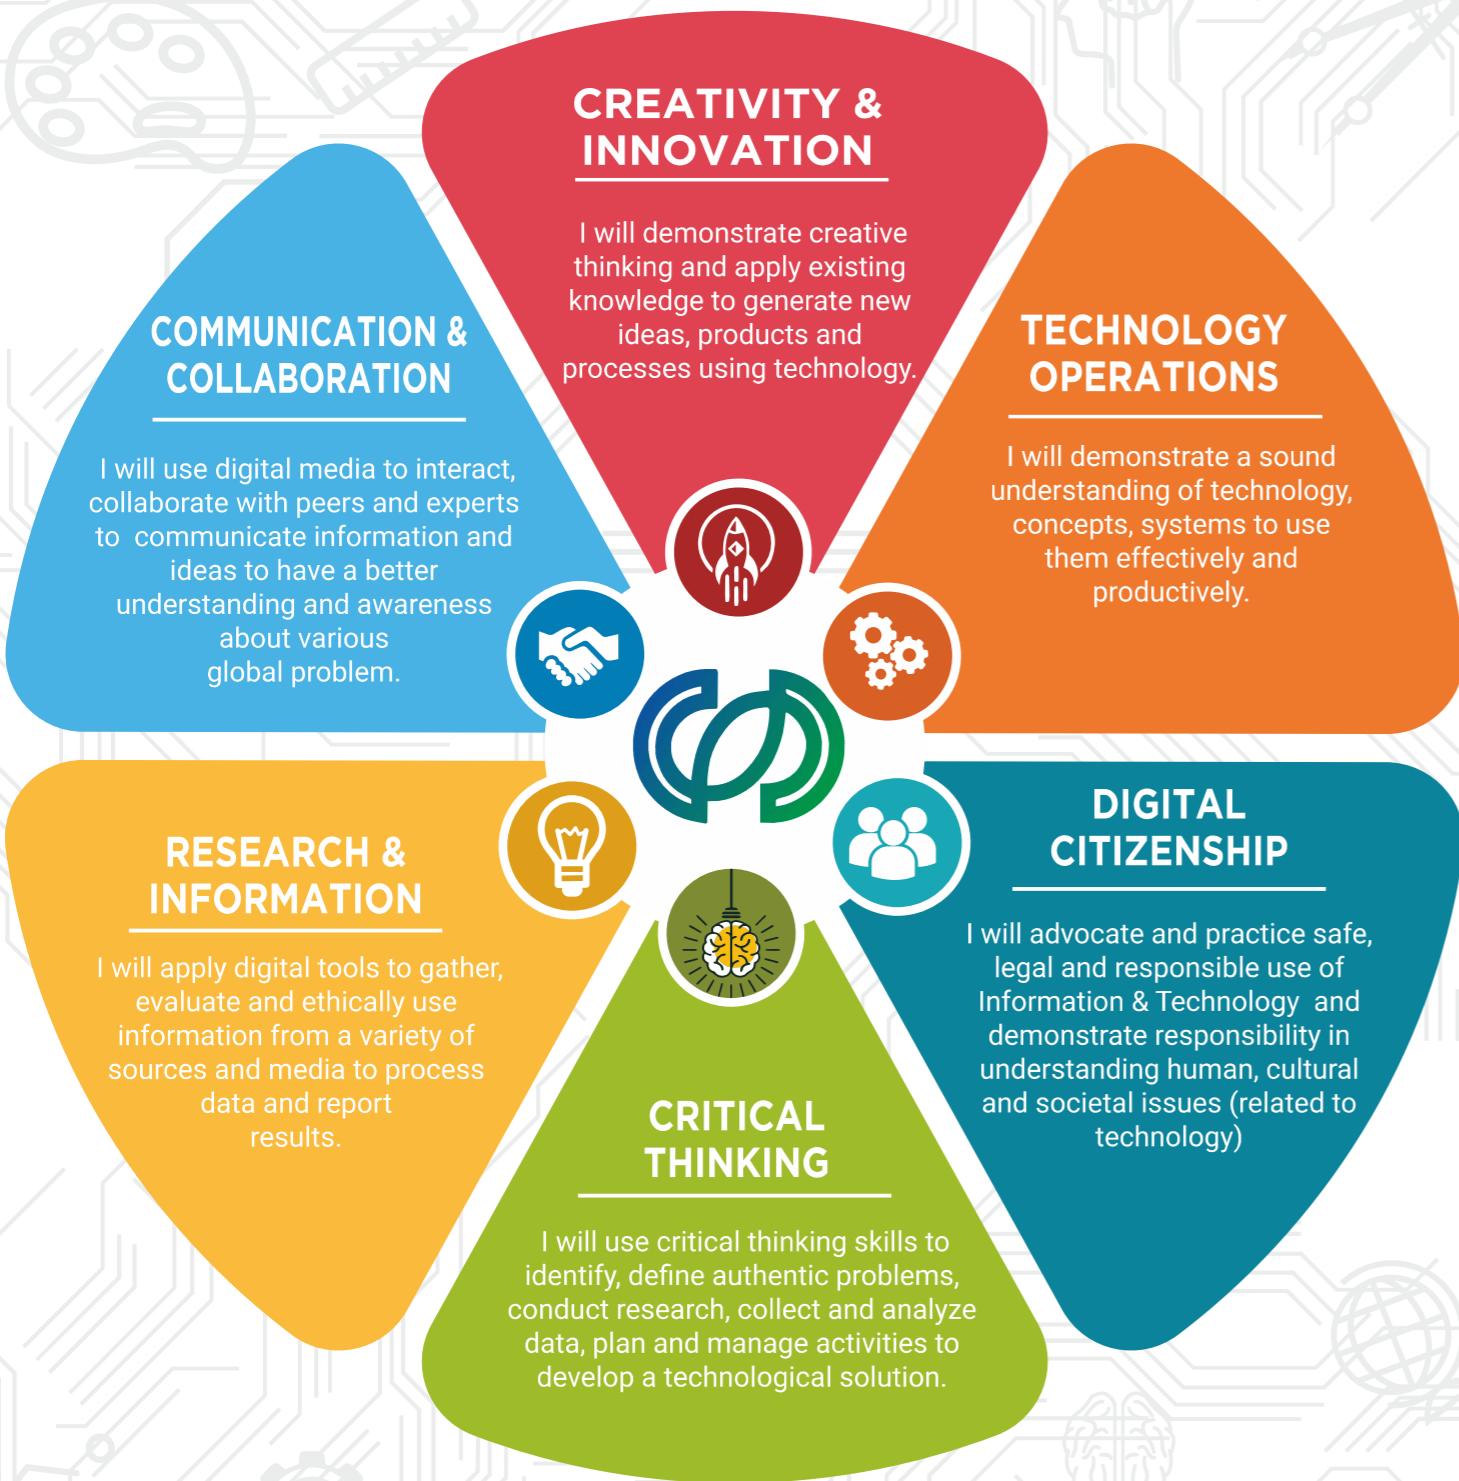 CREATIVITY &
INNOVATION
I will demonstrate creative
thinking and apply existing
knowledge to generate new
ideas, products and
processes using technology.
COMMUNICATION &
COLLABORATION
I will use digital media to interact,
collaborate with peers and experts
to communicate information and
ideas to have a better
understanding and awareness
about various
global problem.
TECHNOLOGY
OPERATIONS
I will demonstrate a sound
understanding of technology,
concepts, systems to use
them effectively and
productively.
RESEARCH &
INFORMATION
I will apply digital tools to gather,
evaluate and ethically use
information from a variety of
sources and media to process
data and report
results.
DIGITAL
CITIZENSHIP
I will advocate and practice safe,
legal and responsible use of
Information & Technology and
demonstrate responsibility in
understanding human, cultural
and societal issues (related to
technology)
CRITICAL
THINKING
I will use critical thinking skills to
identify, define authentic problems,
conduct research, collect and analyze
data, plan and manage activities to
develop a technological solution.